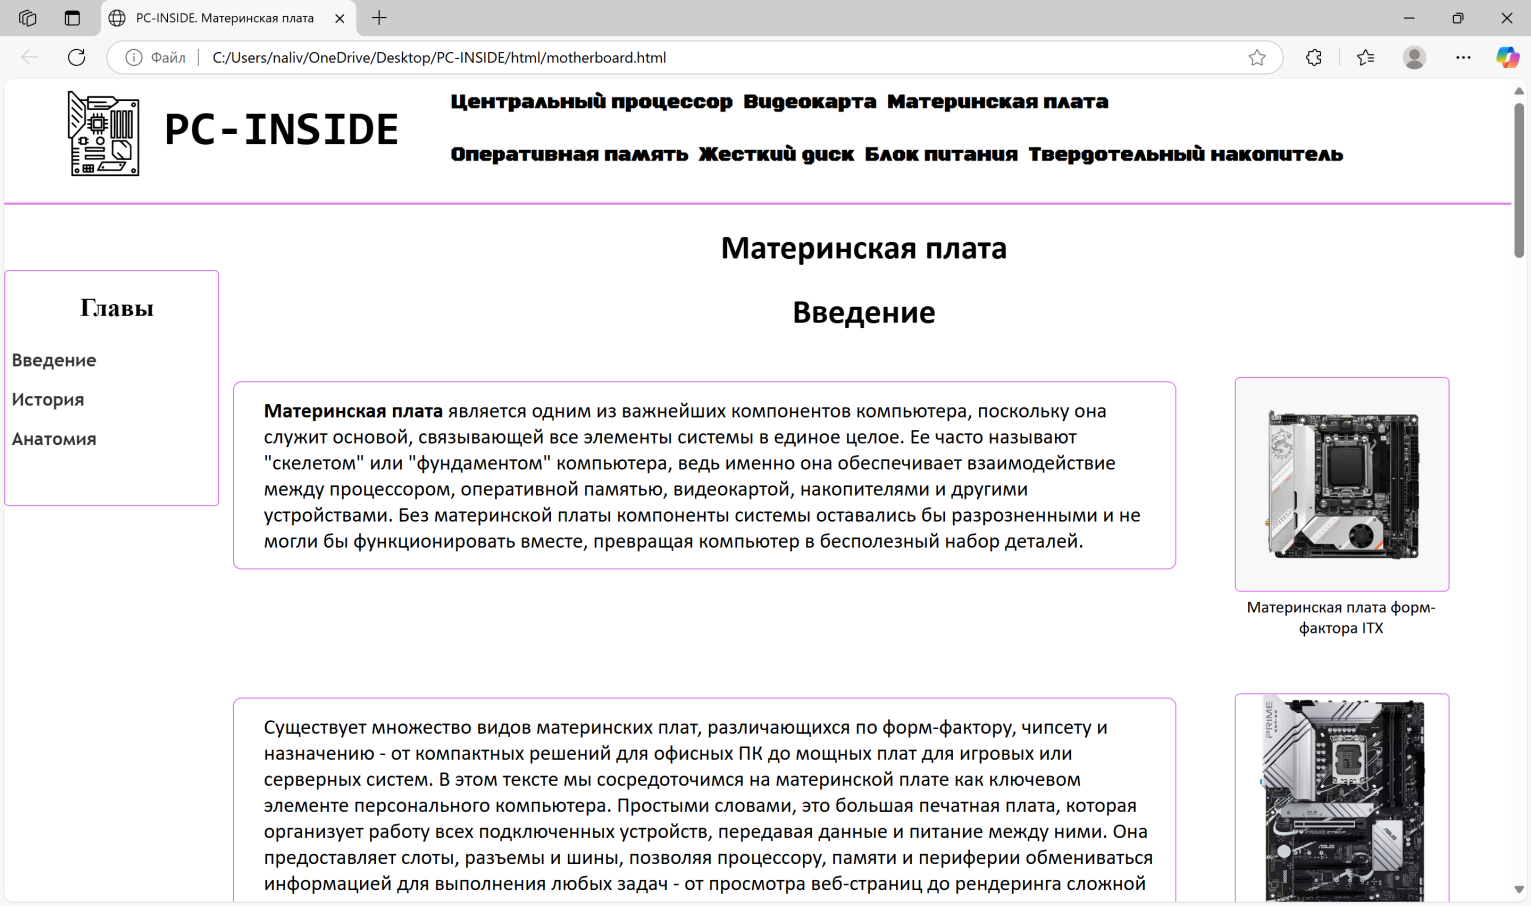 PC-INSIDE. Материнская плата
Файл
C:/Users/naliv/OneDrive/Desktop/PC-INSIDE/html/motherboard.html
PC-INSIDE
Центральный процессор Видеокарта Материнская плата
Оперативная память Жесткий диск Блок питания Твердотельный накопитель
Материнская плата
Главы
Введение
История
Анатомия
Введение
Материнская плата является одним из важнейших компонентов компьютера, поскольку она
служит основой, связывающей все элементы системы в единое целое. Ее часто называют
"скелетом" или "фундаментом" компьютера, ведь именно она обеспечивает взаимодействие
между процессором, оперативной памятью, видеокартой, накопителями и другими
устройствами. Без материнской платы компоненты системы оставались бы разрозненными и не
могли бы функционировать вместе, превращая компьютер в бесполезный набор деталей.
Материнская плата форм-
фактора ITX
Существует множество видов материнских плат, различающихся по форм-фактору, чипсету и
назначению - от компактных решений для офисных ПК до мощных плат для игровых или
серверных систем. В этом тексте мы сосредоточимся на материнской плате как ключевом
элементе персонального компьютера. Простыми словами, это большая печатная плата, которая
организует работу всех подключенных устройств, передавая данные и питание между ними. Она
предоставляет слоты, разъемы и шины, позволяя процессору, памяти и периферии обмениваться
информацией для выполнения любых задач - от просмотра веб-страниц до рендеринга сложной
PRIME